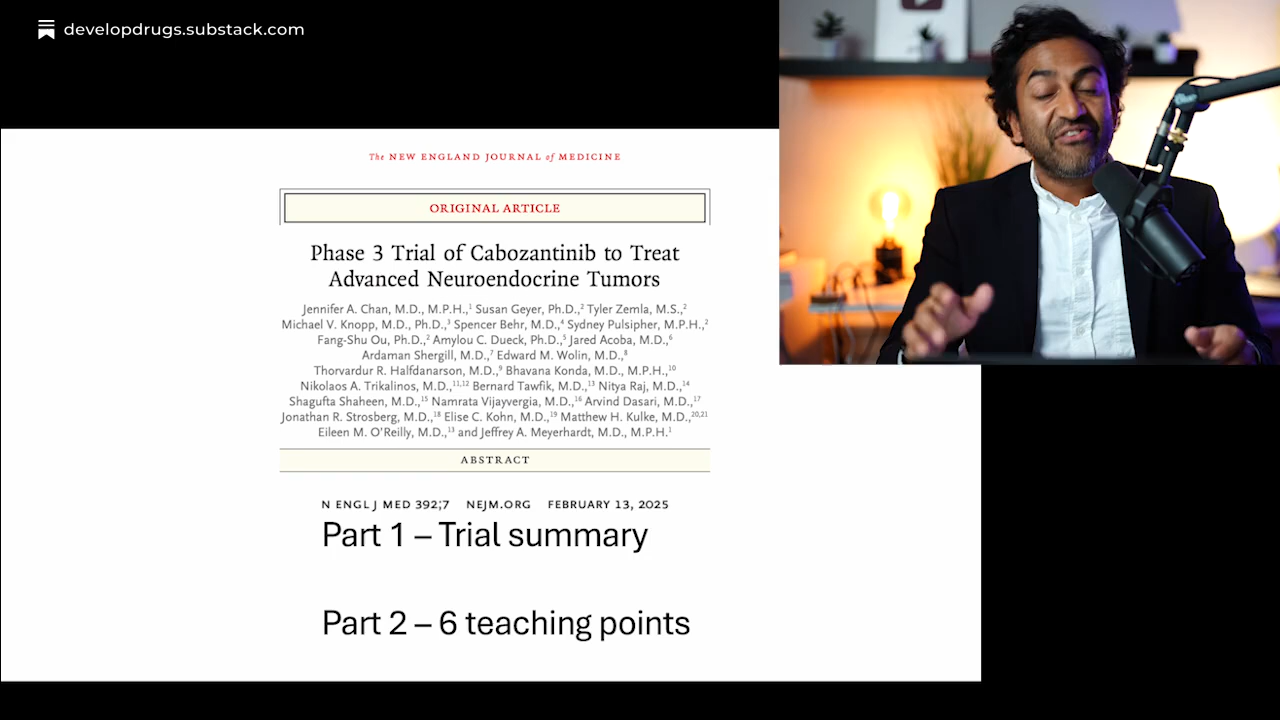 developdrugs.substack.com
The NEW ENGLAND JOURNAL of MEDICINE
ORIGINAL ARTICLE
Phase 3 Trial of Cabozantinib to Treat
Advanced Neuroendocrine Tumors
Jennifer A. Chan, M.D., M.P.H.,1 Susan Geyer, Ph.D.,2 Tyler Zemla, M.S.,2
Michael V. Knopp, M.D., Ph.D.,3 Spencer Behr, M.D.,4 Sydney Pulsipher, M.P.H.,2
Fang-Shu Ou, Ph.D.,2 Amylou C. Dueck, Ph.D.,5 Jared Acoba, M.D.,6
Ardaman Shergill, M.D.,7 Edward M. Wolin, M.D.,8
Thorvardur R. Halfdanarson, M.D.,9 Bhavana Konda, M.D., M.P.H.,10
Nikolaos A. Trikalinos, M.D.,11,12 Bernard Tawfik, M.D.,13 Nitya Raj, M.D.,14
Shagufta Shaheen, M.D.,15 Namrata Vijayvergia, M.D.,16 Arvind Dasari, M.D.,17
Jonathan R. Strosberg, M.D.,18 Elise C. Kohn, M.D.,19 Matthew H. Kulke, M.D.,20,21
Eileen M. O'Reilly, M.D.,13 and Jeffrey A. Meyerhardt, M.D., M.P.H.1
ABSTRACT
N ENGL J MED 392;7 NEJM.ORG FEBRUARY 13, 2025
Part 1 – Trial summary
Part 2 – 6 teaching points